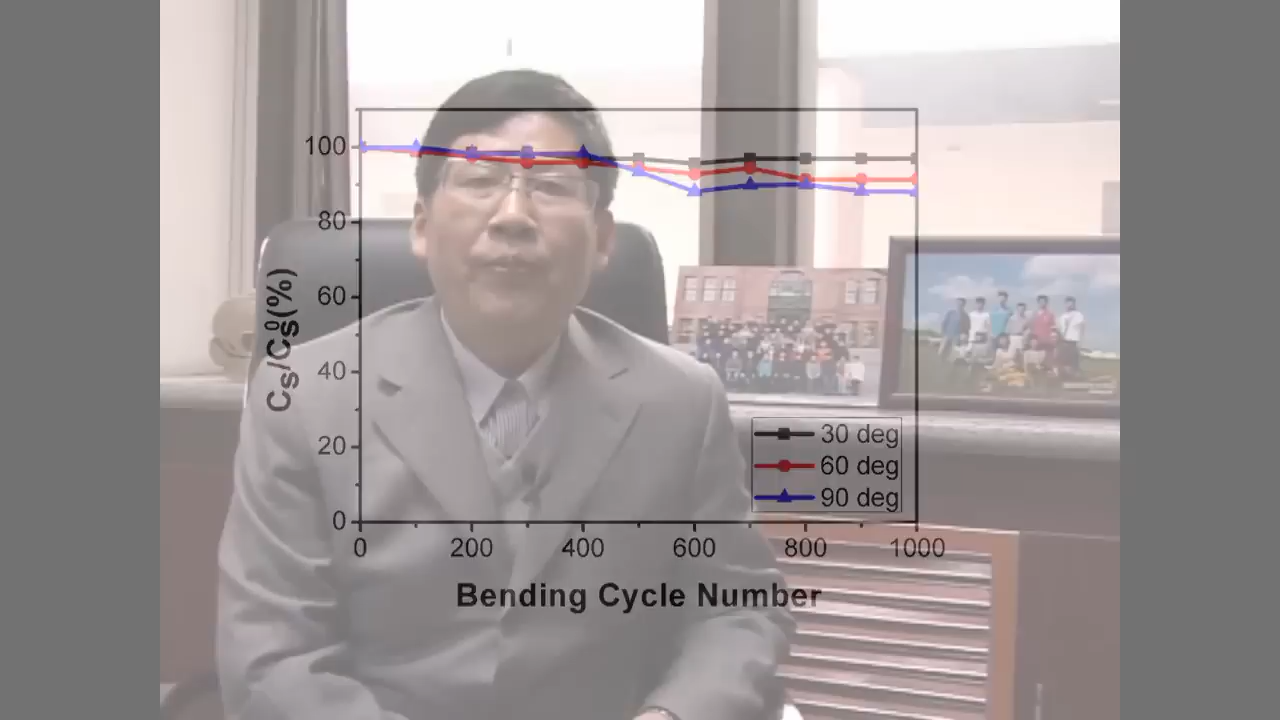 100
80
60
40
20
0
Cs/Cs⁰(%)
0 200 400 600 800 1000
Bending Cycle Number
30 deg
60 deg
90 deg